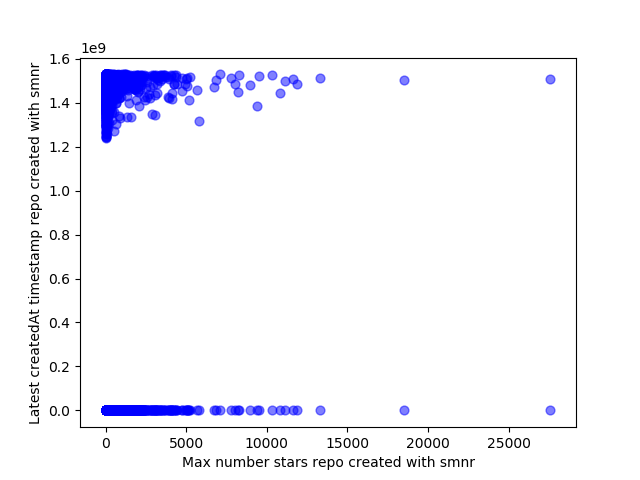 1e9
1.6
1.4
1.2
1.0
0.8
0.6
0.4
0.2
0.0
Latest createdAt timestamp repo created with smnr
0 5000 10000 15000 20000 25000
Max number stars repo created with smnr